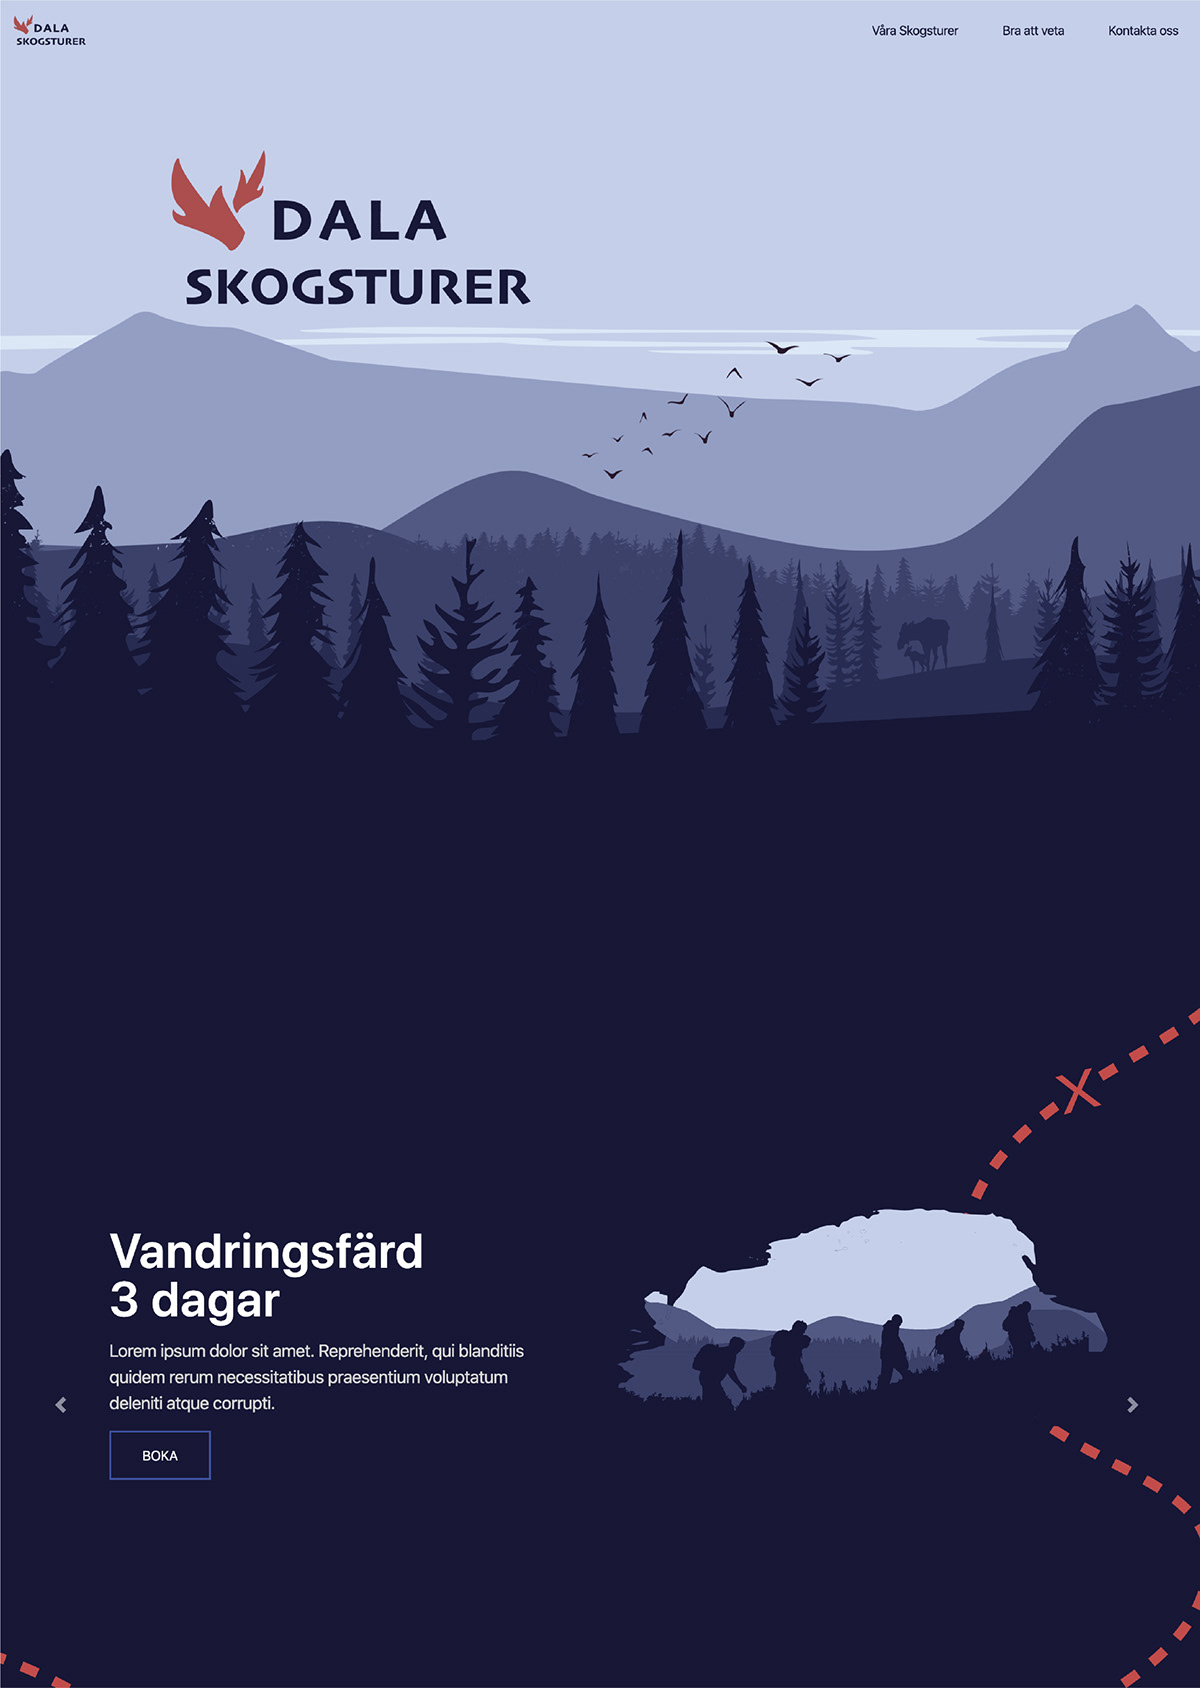 DALA
SKOGSTURER
Våra Skogsturer
Bra att veta
Kontakta oss
DALA
SKOGSTURER
Vandringsfärd
3 dagar
Lorem ipsum dolor sit amet. Reprehenderit, qui blanditiis
quidem rerum necessitatibus praesentium voluptatum
deleniti atque corrupti.
BOKA